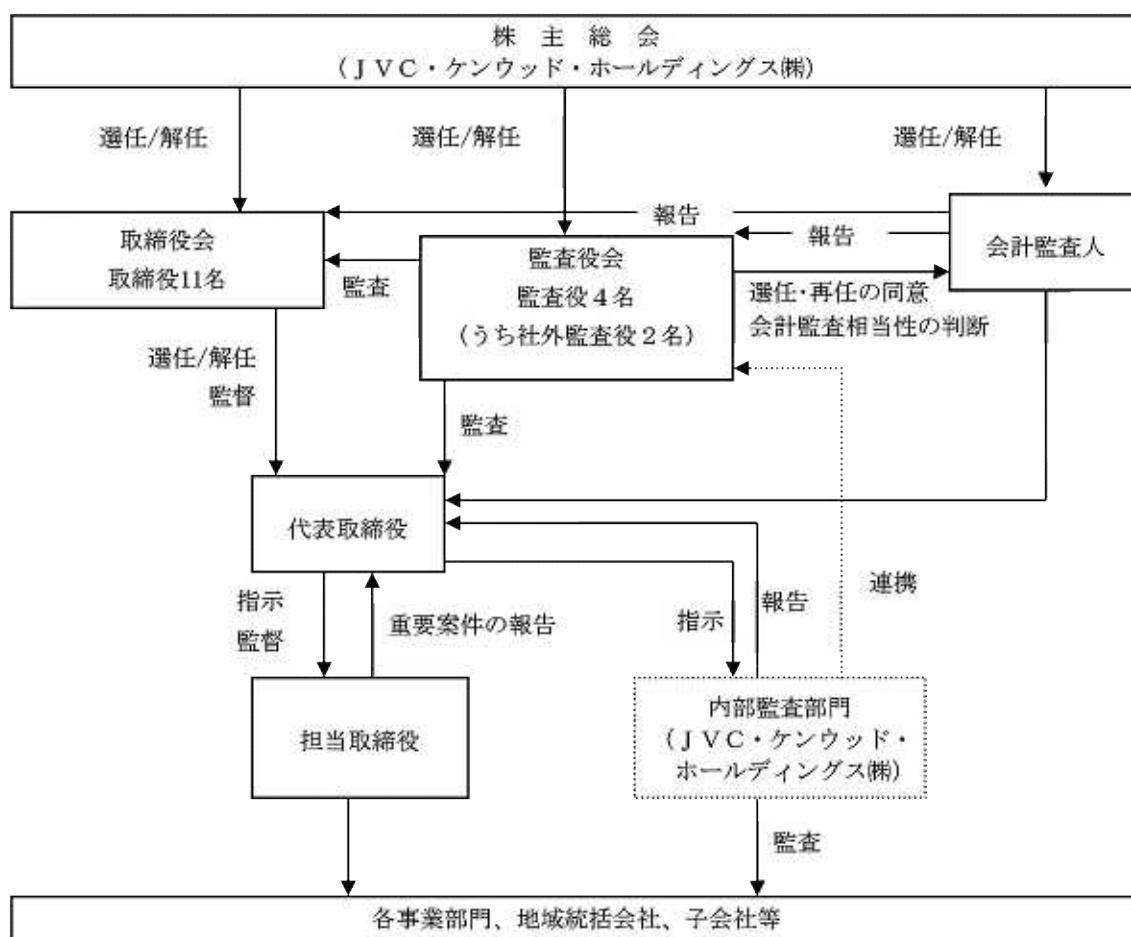 株 主 総 会
（ＪＶＣ・ケンウッド・ホールディングス㈱）
選任/解任
選任/解任
選任/解任
取締役会
取締役11名
監査
監査役会
監査役４名
（うち社外監査役２名）
報告
報告
会計監査人
選任・再任の同意
会計監査相当性の判断
選任/解任
監督
監査
代表取締役
指示
監督
重要案件の報告
指示
報告
連携
担当取締役
内部監査部門
（ＪＶＣ・ケンウッド・
ホールディングス㈱）
監査
各事業部門、地域統括会社、子会社等